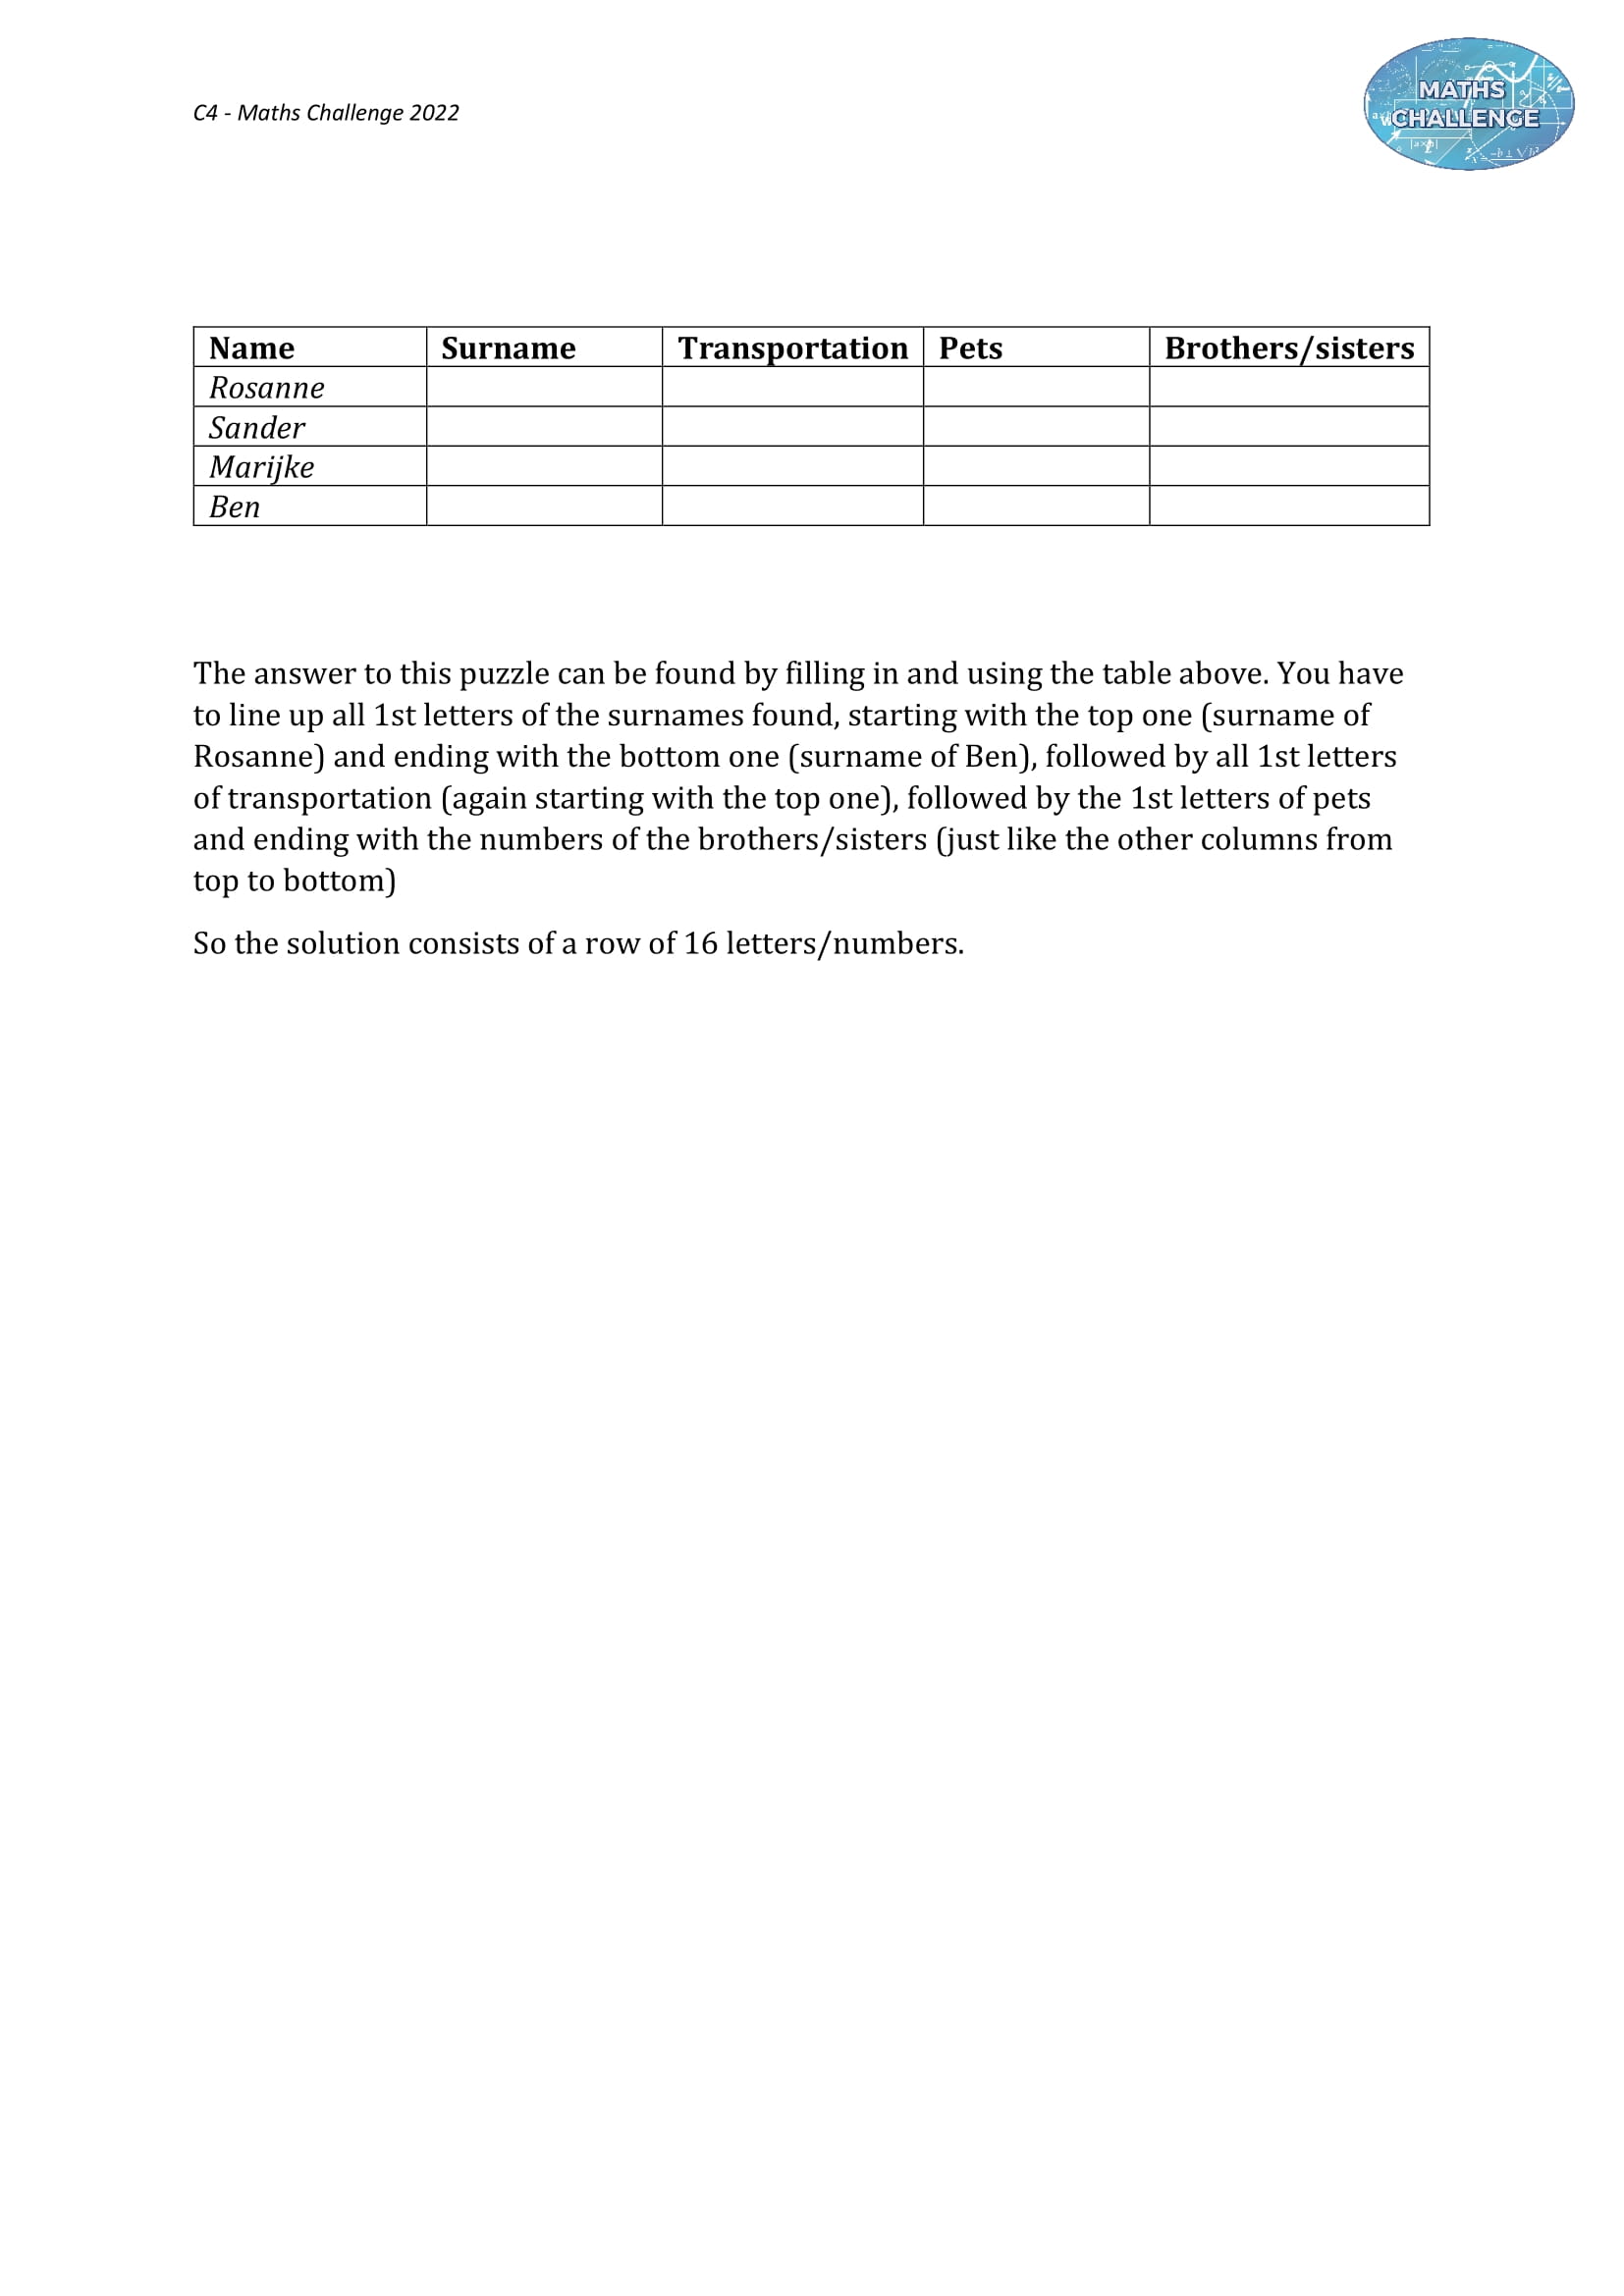 C4 - Maths Challenge 2022
MATHS
CHALLENGE
Name Surname Transportation Pets Brothers/sisters
Rosanne
Sander
Marijke
Ben
The answer to this puzzle can be found by filling in and using the table above. You have
to line up all 1st letters of the surnames found, starting with the top one (surname of
Rosanne) and ending with the bottom one (surname of Ben), followed by all 1st letters
of transportation (again starting with the top one), followed by the 1st letters of pets
and ending with the numbers of the brothers/sisters (just like the other columns from
top to bottom)
So the solution consists of a row of 16 letters/numbers.